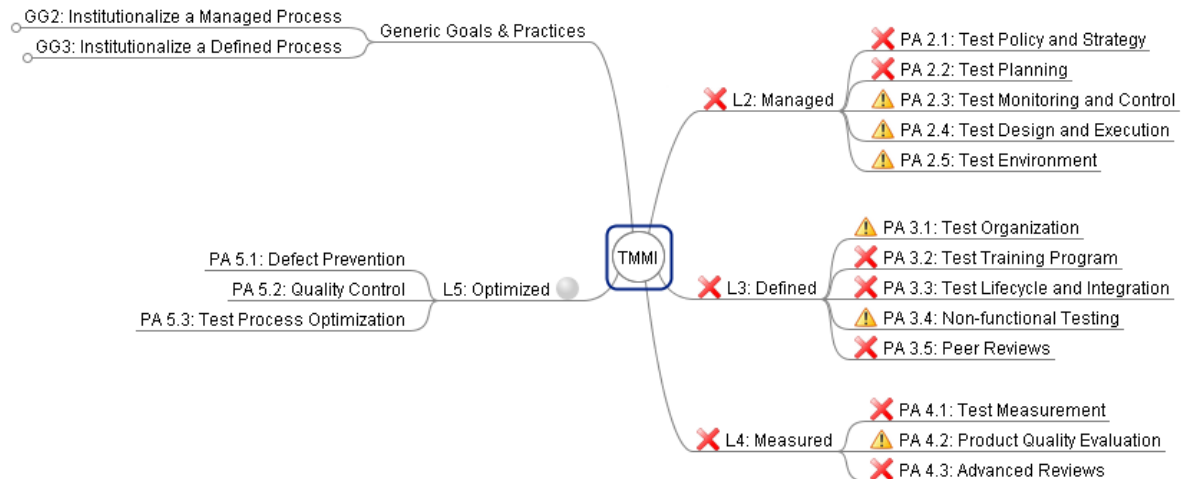 GG2: Institutionalize a Managed Process
GG3: Institutionalize a Defined Process
Generic Goals & Practices
PA 5.1: Defect Prevention
PA 5.2: Quality Control
PA 5.3: Test Process Optimization
L5: Optimized
TMMI
L2: Managed
PA 2.1: Test Policy and Strategy
PA 2.2: Test Planning
PA 2.3: Test Monitoring and Control
PA 2.4: Test Design and Execution
PA 2.5: Test Environment
L3: Defined
PA 3.1: Test Organization
PA 3.2: Test Training Program
PA 3.3: Test Lifecycle and Integration
PA 3.4: Non-functional Testing
PA 3.5: Peer Reviews
L4: Measured
PA 4.1: Test Measurement
PA 4.2: Product Quality Evaluation
PA 4.3: Advanced Reviews